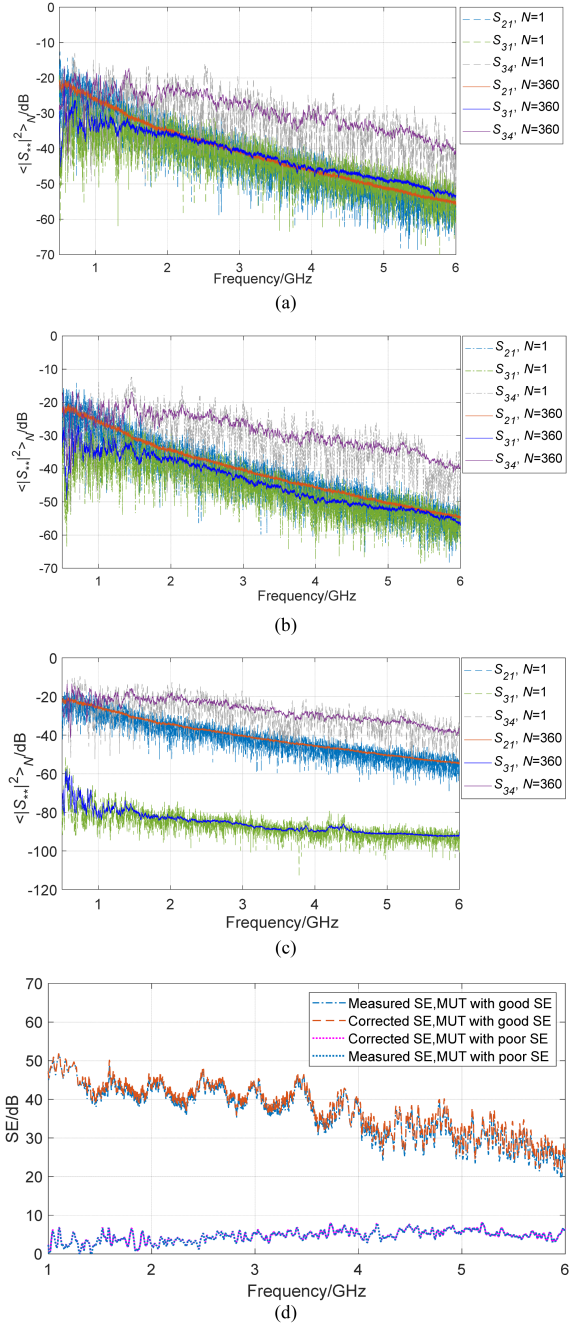 0
-10
-20
-30
-40
-50
-60
-70
<|S**|²>N/dB
1
2
3
4
5
6
Frequency/GHz
S21, N=1
S31, N=1
S34, N=1
S21, N=360
S31, N=360
S34, N=360
(a)
0
-10
-20
-30
-40
-50
-60
-70
<|S**|²>N/dB
1
2
3
4
5
6
Frequency/GHz
S21, N=1
S31, N=1
S34, N=1
S21, N=360
S31, N=360
S34, N=360
(b)
0
-20
-40
-60
-80
-100
-120
<|S**|²>N/dB
1
2
3
4
5
6
Frequency/GHz
S21, N=1
S31, N=1
S34, N=1
S21, N=360
S31, N=360
S34, N=360
(c)
70
60
50
40
30
20
10
0
SE/dB
1
2
3
4
5
6
Frequency/GHz
Measured SE,MUT with good SE
Corrected SE,MUT with good SE
Corrected SE,MUT with poor SE
Measured SE,MUT with poor SE
(d)